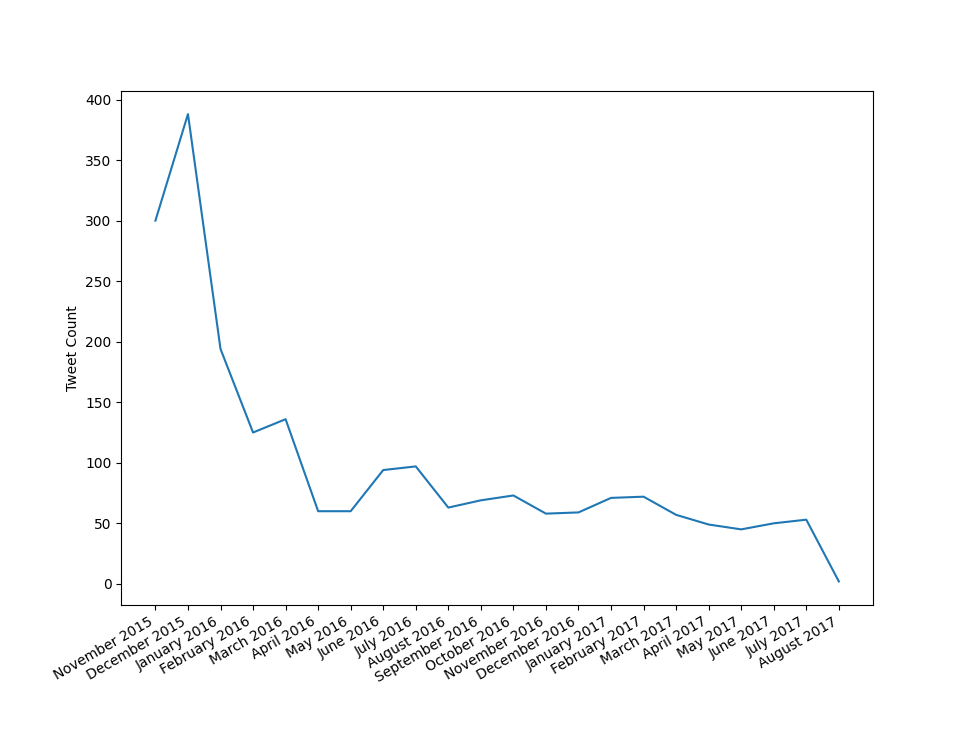 400
350
300
250
200
150
100
50
0
Tweet Count
November 2015
December 2015
January 2016
February 2016
March 2016
April 2016
May 2016
June 2016
July 2016
August 2016
September 2016
October 2016
November 2016
December 2016
January 2017
February 2017
March 2017
April 2017
May 2017
June 2017
July 2017
August 2017